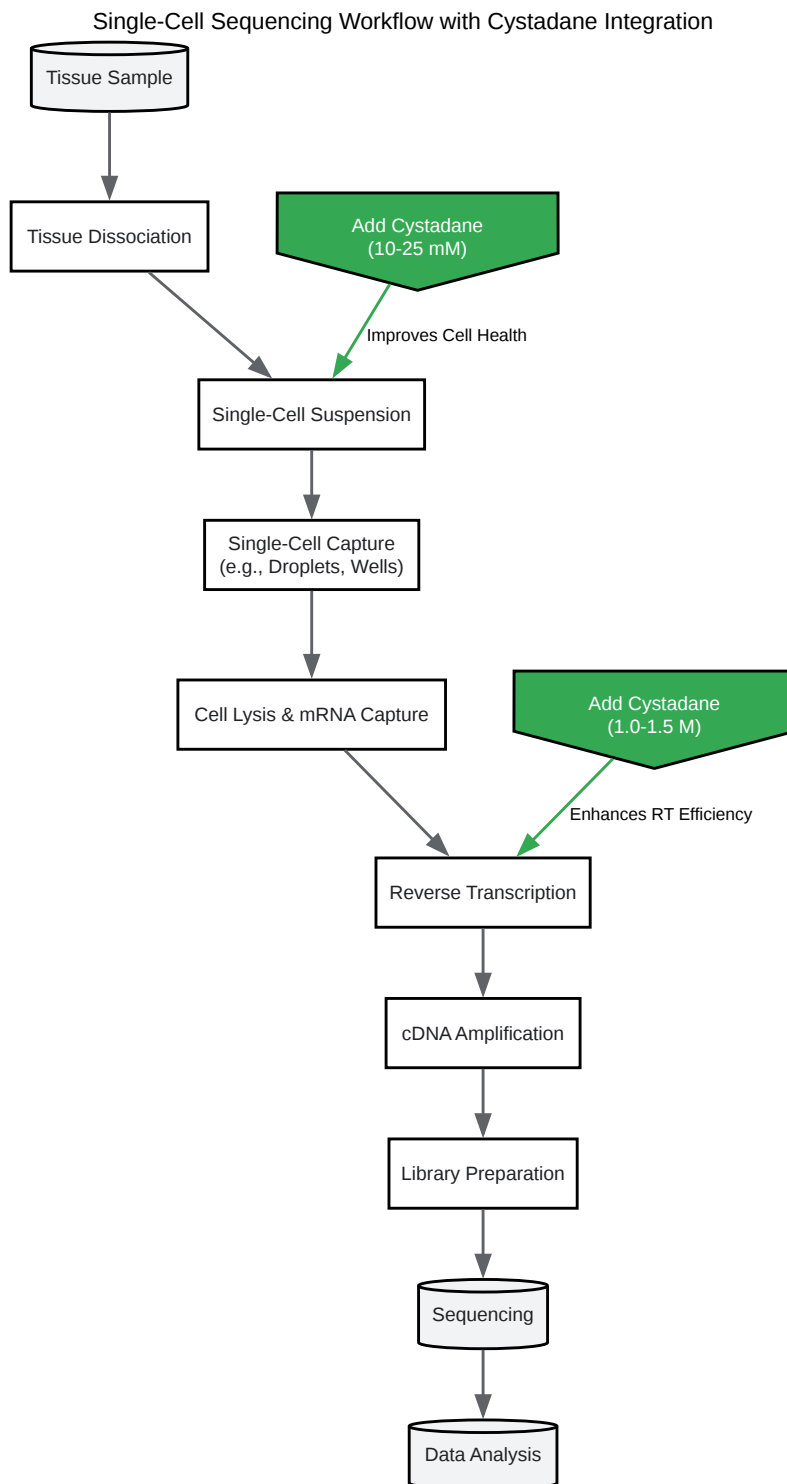 Single-Cell Sequencing Workflow with Cystadane Integration
Tissue Sample
Tissue Dissociation
Add Cystadane
(10-25 mM)
Improves Cell Health
Single-Cell Suspension
Single-Cell Capture
(e.g., Droplets, Wells)
Cell Lysis & mRNA Capture
Add Cystadane
(1.0-1.5 M)
Enhances RT Efficiency
Reverse Transcription
cDNA Amplification
Library Preparation
Sequencing
Data Analysis